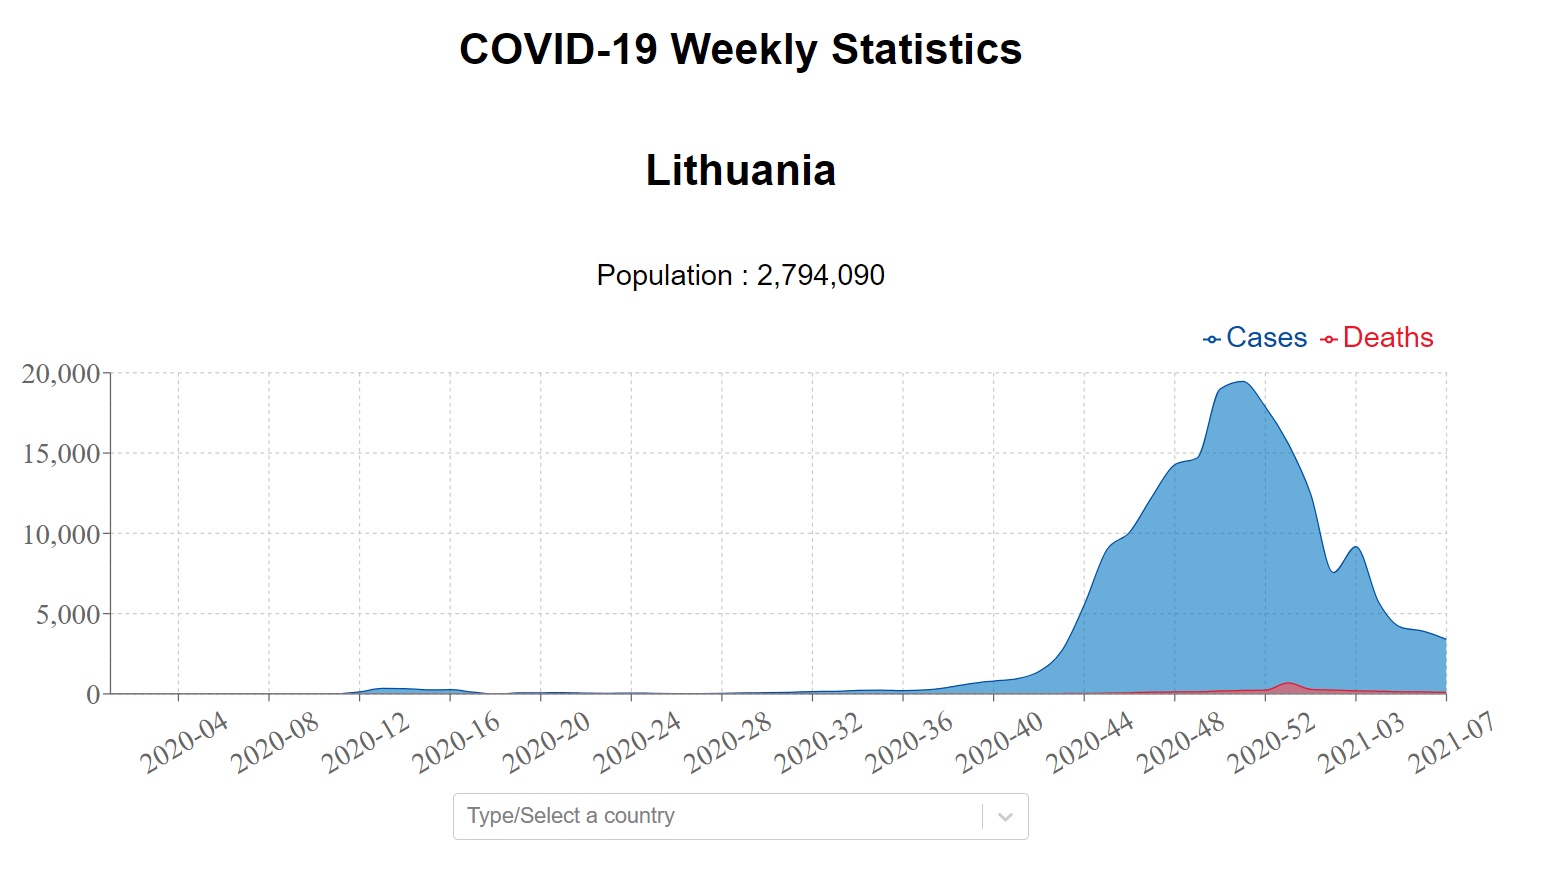 COVID-19 Weekly Statistics
Lithuania
Population : 2,794,090
Cases Deaths
20,000
15,000
10,000
5,000
0
2020-04 2020-08 2020-12 2020-16 2020-20 2020-24 2020-28 2020-32 2020-36 2020-40 2020-44 2020-48 2020-52 2021-03 2021-07
Type/Select a country